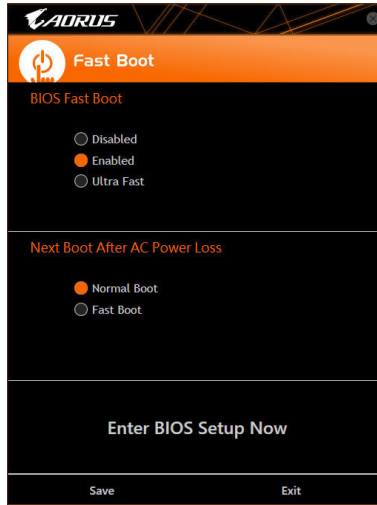 AORUS
Fast Boot
BIOS Fast Boot
Disabled
Enabled
Ultra Fast
Next Boot After AC Power Loss
Normal Boot
Fast Boot
Enter BIOS Setup Now
Save Exit